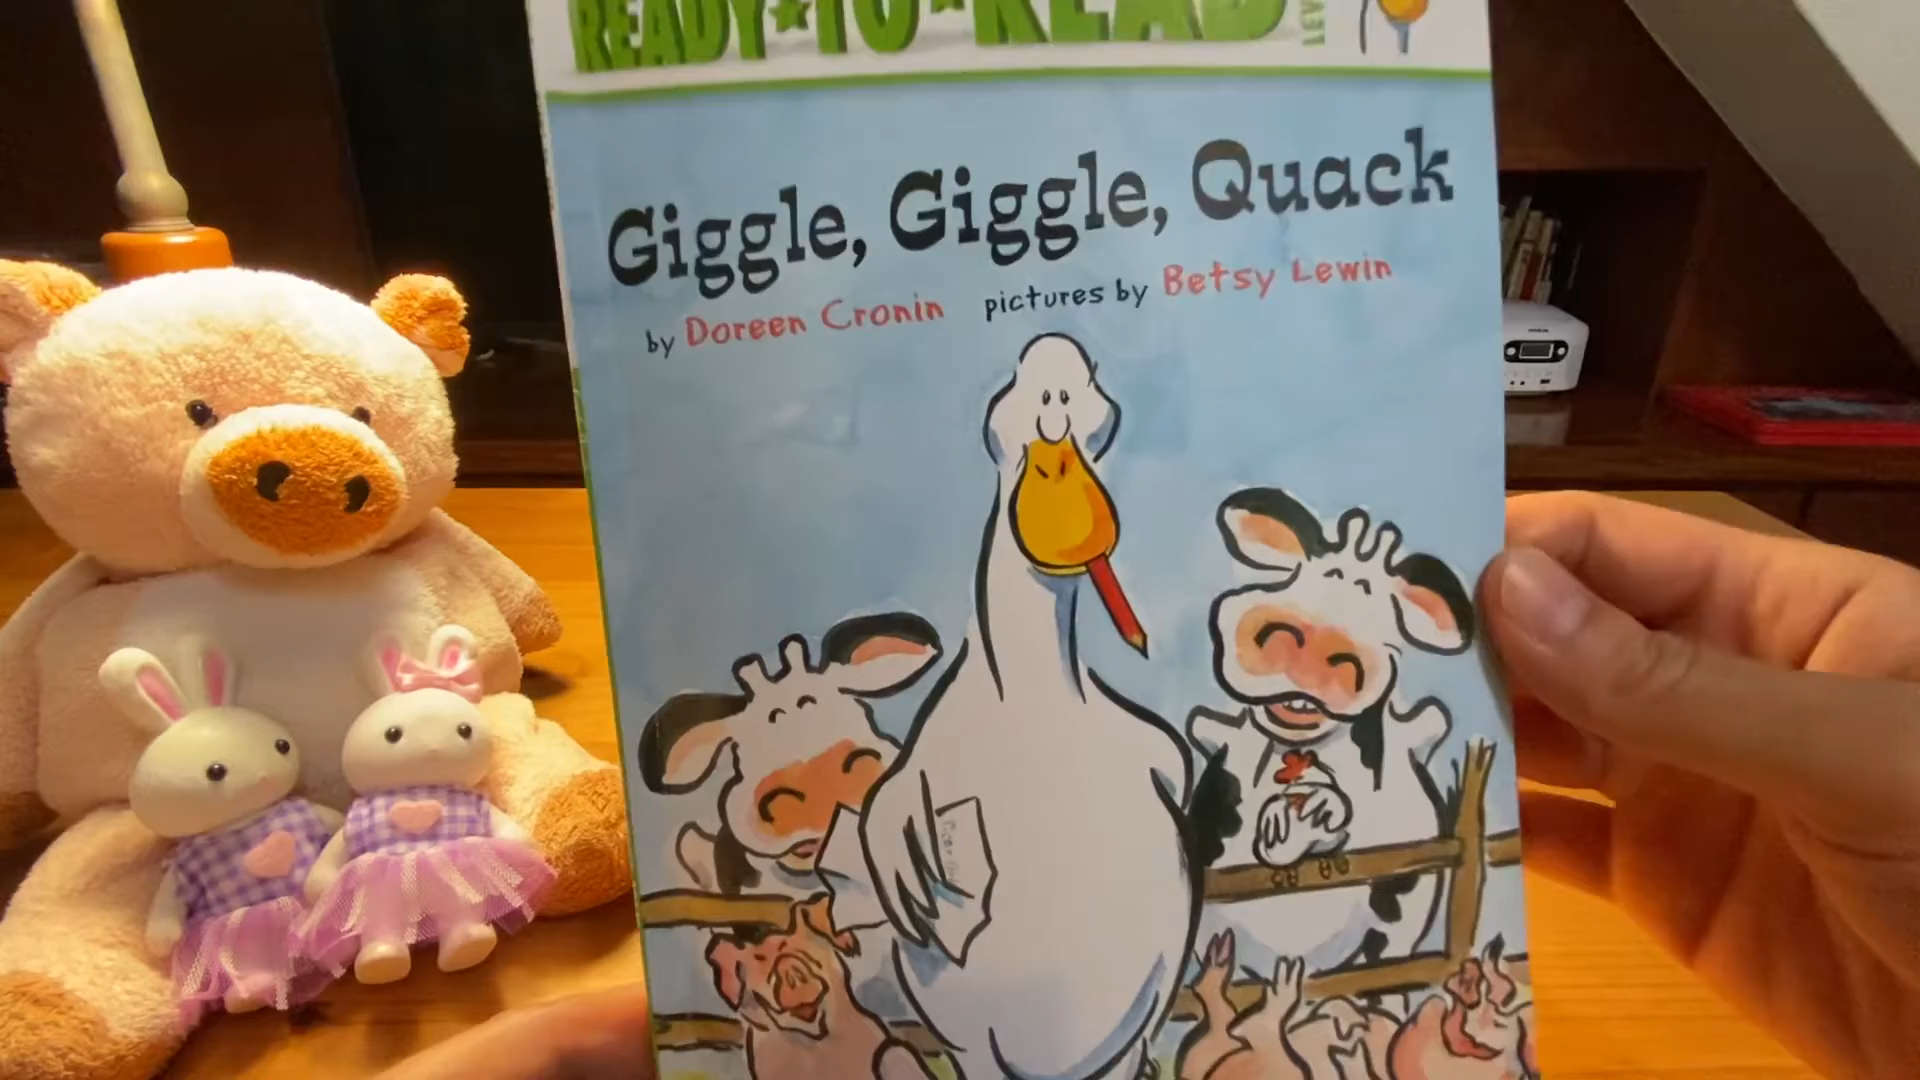 READY★TO★READ
Giggle, Giggle, Quack
by Doreen Cronin pictures by Betsy Lewin